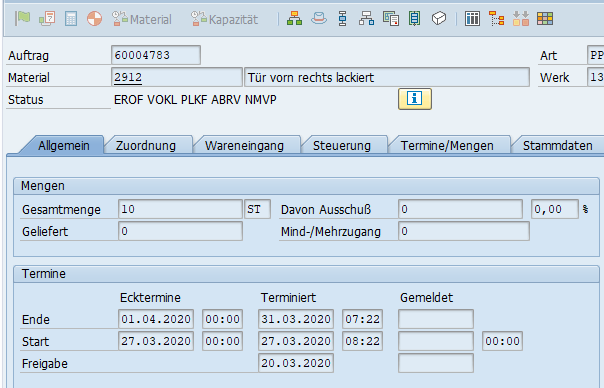 Material Kapazität
Auftrag 60004783 Art PP
Material 2912 Tür vorn rechts lackiert Werk 13
Status EROF VOKL PLKF ABRV NMVP
Allgemein Zuordnung Wareneingang Steuerung Termine/Mengen Stammdaten
Mengen
Gesamtmenge 10 ST Davon Ausschuß 0 0,00 %
Geliefert 0 Mind-/Mehrzugang 0
Termine
Ecktermine Terminiert Gemeldet
Ende 01.04.2020 00:00 31.03.2020 07:22
Start 27.03.2020 00:00 27.03.2020 08:22 00:00
Freigabe 20.03.2020